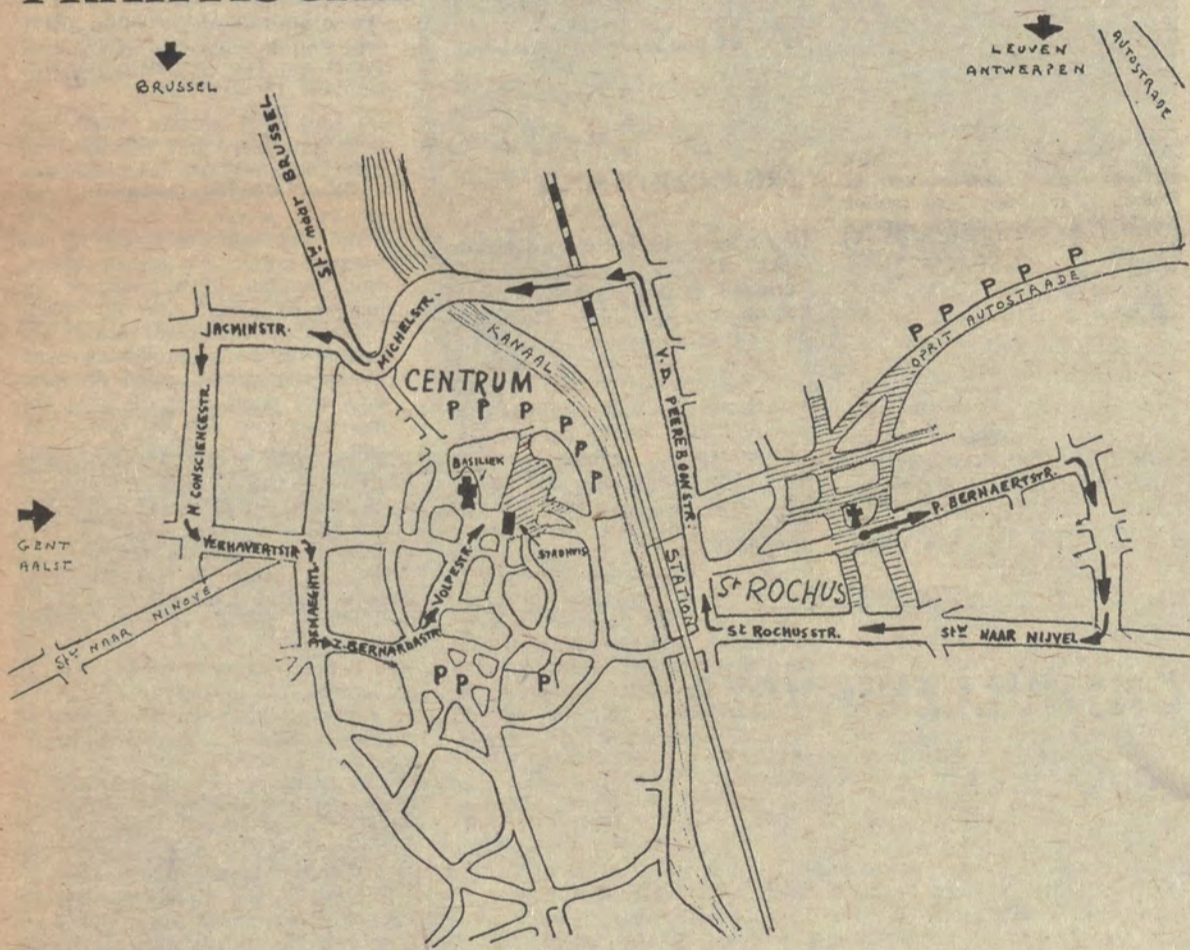 BRUSSEL
LEUVEN
ANTWERPEN
AUTOSTRADE
Stw. naar BRUSSEL
JACMINSTR.
MICHELSTR.
KANAAL
OPRIT AUTOSTRADE
P P P P P
CENTRUM
P P P P P P
V.D. PEEREBOOMSTR.
H. CONSCIENCESTR.
BASILIEK
P. BERNAERTSTR.
GENT
AALST
VERHAVERTSTR.
STADHUIS
STATION
VOLPESTR.
St ROCHUS
Stw NAAR NINOVE
Z. BERNARDASTR.
St ROCHUSSTR.
Stw NAAR NIJVEL
P P P